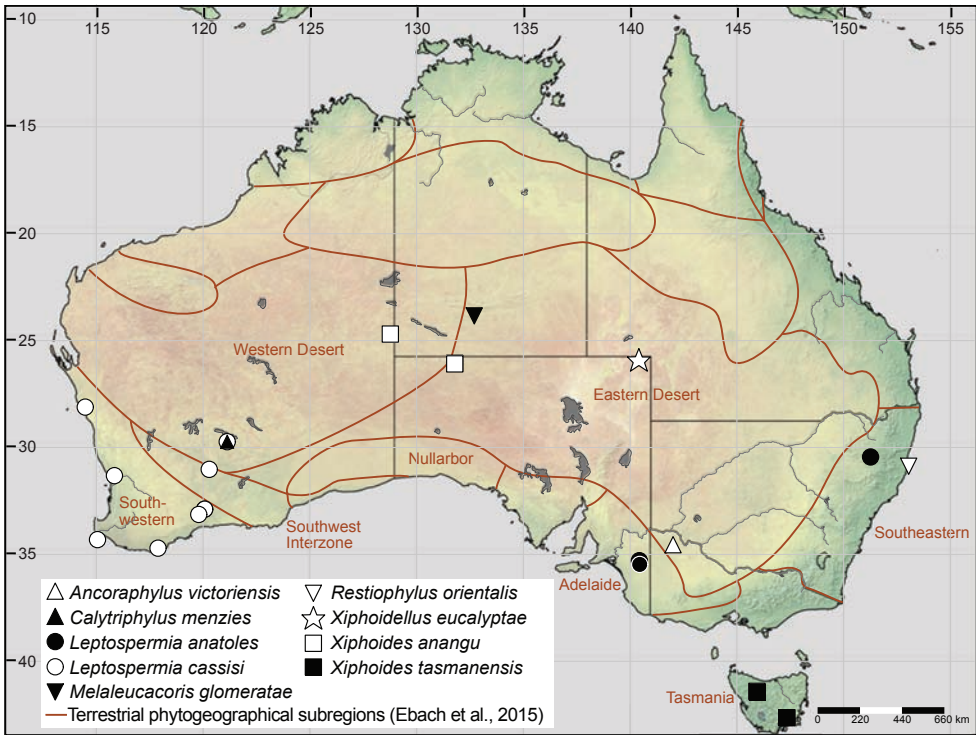 115 120 125 130 135 140 145 150 155
10
15
20
25
30
35
40
Western Desert
Eastern Desert
Nullarbor
South-
western
Southwest
Interzone
Adelaide
Southeastern
Tasmania
Ancoraphylus victoriensis
Calytriphylus menzies
Leptospermia anatoles
Leptospermia cassisi
Melaleucacoris glomeratae
Restiophylus orientalis
Xiphoidellus eucalyptae
Xiphoides anangu
Xiphoides tasmanensis
Terrestrial phytogeographical subregions (Ebach et al., 2015)
0 220 440 660 km